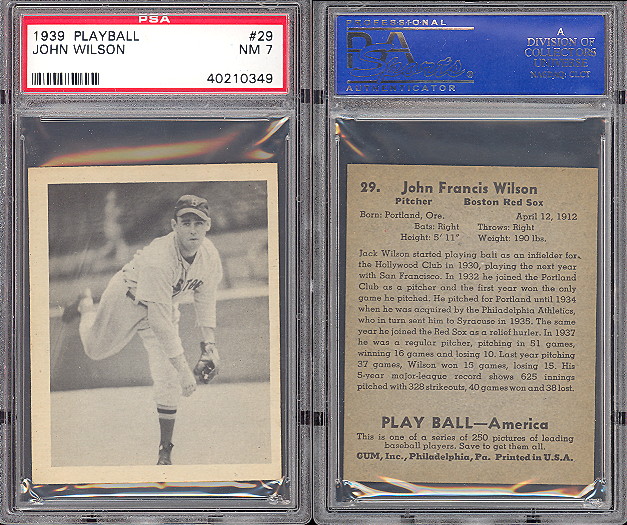 PSA
1939 PLAYBALL #29
JOHN WILSON NM 7
40210349
PROFESSIONAL
PSA
Sports
AUTHENTICATOR
A
DIVISION OF
COLLECTORS
UNIVERSE
NASDAQ: CLCT
29. John Francis Wilson
Pitcher Boston Red Sox
Born: Portland, Ore. April 12, 1912
Bats: Right Throws: Right
Height: 5' 11" Weight: 190 lbs.
Jack Wilson started playing ball as an infielder for
the Hollywood Club in 1930, playing the next year
with San Francisco. In 1932 he joined the Portland
Club as a pitcher and the first year won the only
game he pitched. He pitched for Portland until 1934
when he was acquired by the Philadelphia Athletics,
who in turn sent him to Syracuse in 1935. The same
year he joined the Red Sox as a relief hurler. In 1937
he was a regular pitcher, pitching in 51 games,
winning 16 games and losing 10. Last year pitching
37 games, Wilson won 15 games, losing 15. His
5-year major-league record shows 625 innings
pitched with 328 strikeouts, 40 games won and 38 lost.
PLAY BALL—America
This is one of a series of 250 pictures of leading
baseball players. Save to get them all.
GUM, Inc., Philadelphia, Pa. Printed in U.S.A.